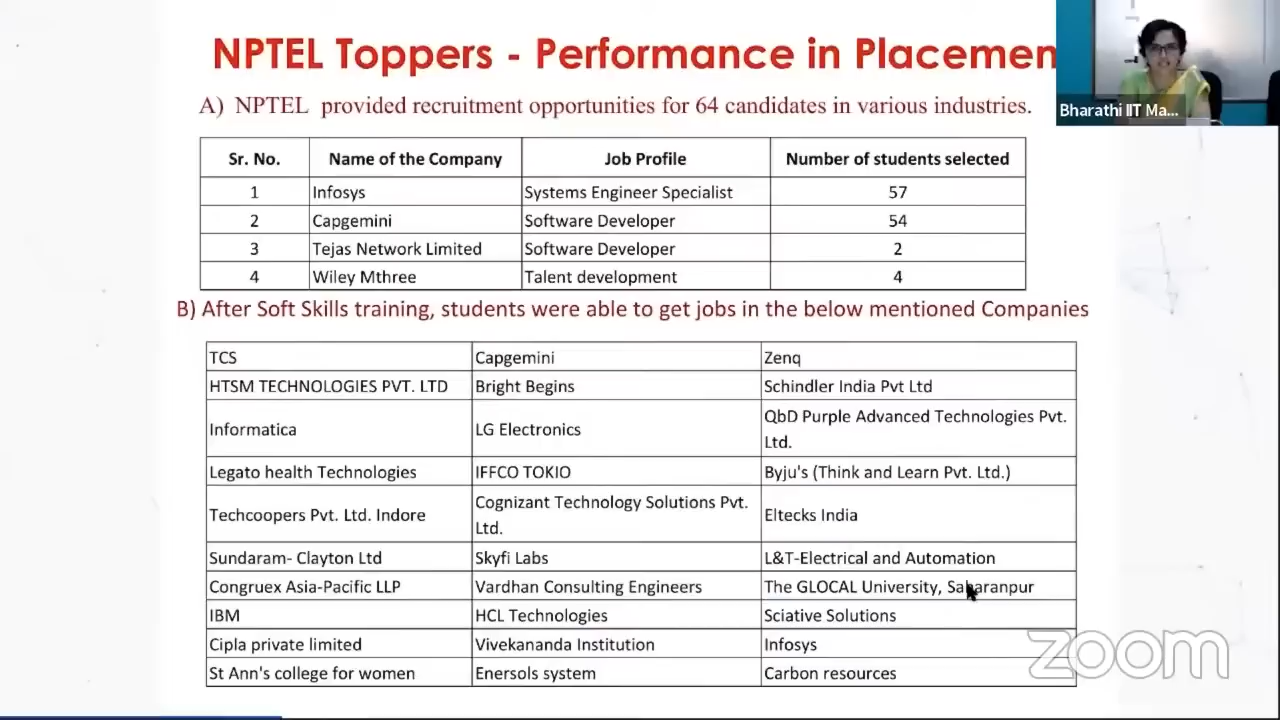 NPTEL Toppers - Performance in Placemen
A) NPTEL provided recruitment opportunities for 64 candidates in various industries.
Bharathi IIT Ma...
Sr. No. Name of the Company Job Profile Number of students selected
1 Infosys Systems Engineer Specialist 57
2 Capgemini Software Developer 54
3 Tejas Network Limited Software Developer 2
4 Wiley Mthree Talent development 4
B) After Soft Skills training, students were able to get jobs in the below mentioned Companies
TCS Capgemini Zenq
HTSM TECHNOLOGIES PVT. LTD Bright Begins Schindler India Pvt Ltd
Informatica LG Electronics QbD Purple Advanced Technologies Pvt.
Ltd.
Legato health Technologies IFFCO TOKIO Byju's (Think and Learn Pvt. Ltd.)
Techcoopers Pvt. Ltd. Indore Cognizant Technology Solutions Pvt.
Ltd. Eltecks India
Sundaram- Clayton Ltd Skyfi Labs L&T-Electrical and Automation
Congruex Asia-Pacific LLP Vardhan Consulting Engineers The GLOCAL University, Saharanpur
IBM HCL Technologies Sciative Solutions
Cipla private limited Vivekananda Institution Infosys
St Ann's college for women Enersols system Carbon resources
zoom